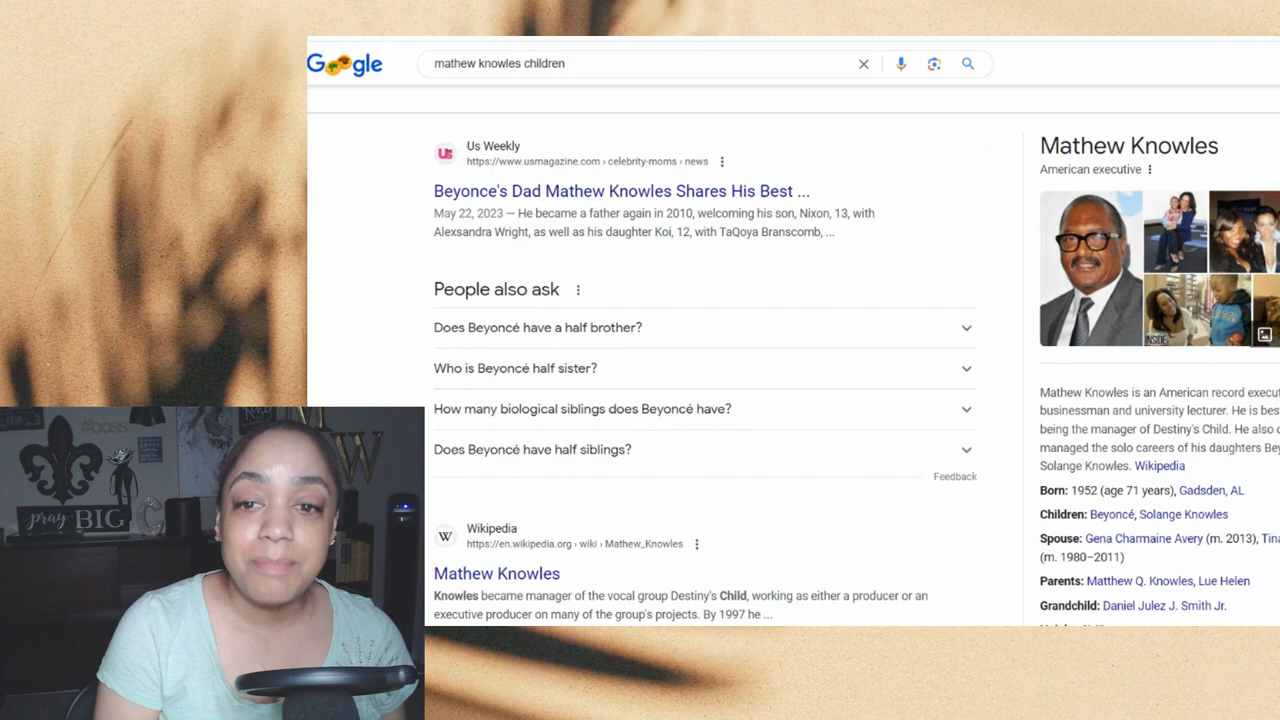 Google
mathew knowles children
Us Weekly
https://www.usmagazine.com › celebrity-moms › news
Beyonce's Dad Mathew Knowles Shares His Best ...
May 22, 2023 — He became a father again in 2010, welcoming his son, Nixon, 13, with
Alexsandra Wright, as well as his daughter Koi, 12, with TaQoya Branscomb, ...
People also ask
Does Beyoncé have a half brother?
Who is Beyoncé half sister?
How many biological siblings does Beyoncé have?
Does Beyoncé have half siblings?
Feedback
W
Wikipedia
https://en.wikipedia.org › wiki › Mathew_Knowles
Mathew Knowles
Knowles became manager of the vocal group Destiny's Child, working as either a producer or an
executive producer on many of the group's projects. By 1997 he ...
Mathew Knowles
American executive
INSIDE
Mathew Knowles is an American record execut
businessman and university lecturer. He is bes
being the manager of Destiny's Child. He also
managed the solo careers of his daughters Bey
Solange Knowles. Wikipedia
Born: 1952 (age 71 years), Gadsden, AL
Children: Beyoncé, Solange Knowles
Spouse: Gena Charmaine Avery (m. 2013), Tina
(m. 1980–2011)
Parents: Matthew Q. Knowles, Lue Helen
Grandchild: Daniel Julez J. Smith Jr.
#boss
pray BIG
C
W